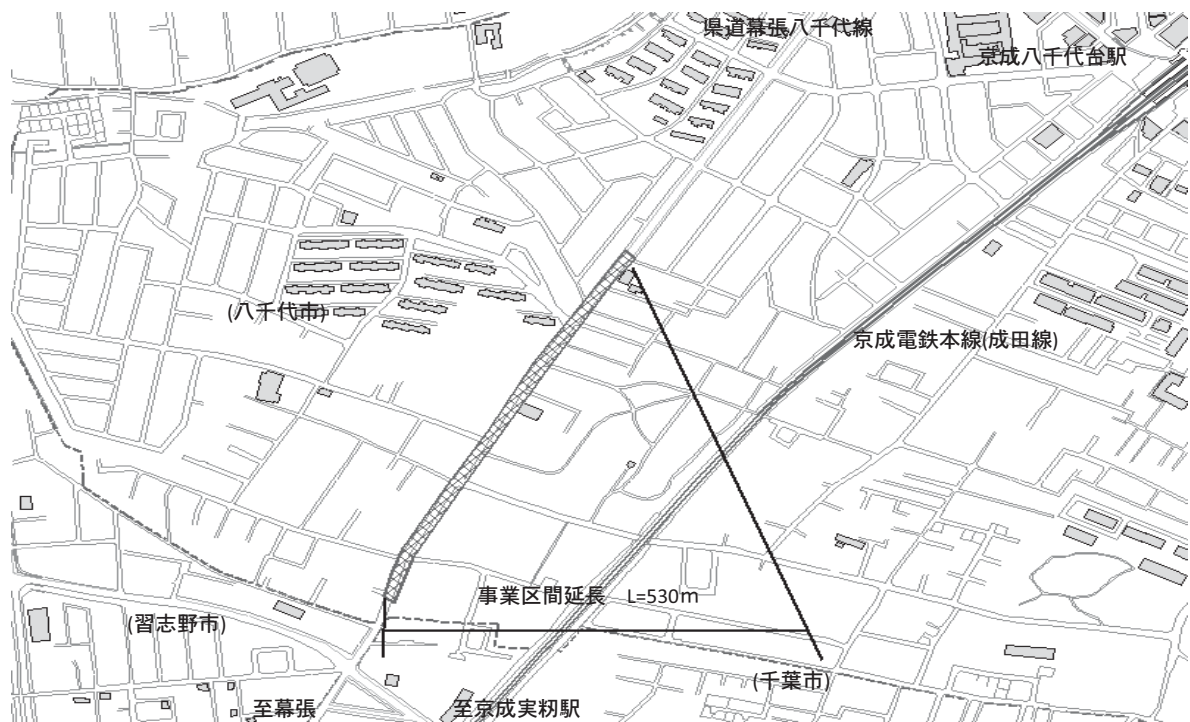 県道幕張八千代線
京成八千代台駅
(八千代市)
京成電鉄本線(成田線)
事業区間延長 L=530m
(習志野市)
(千葉市)
至幕張
至京成実籾駅